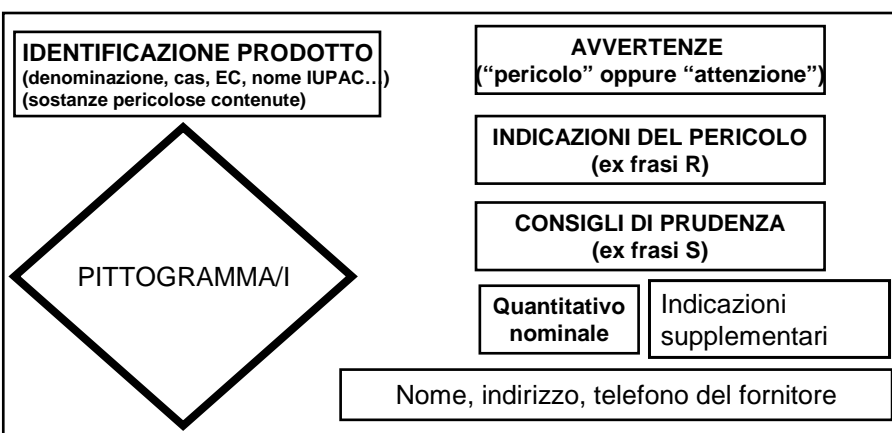 IDENTIFICAZIONE PRODOTTO
(denominazione, cas, EC, nome IUPAC…)
(sostanze pericolose contenute)
PITTOGRAMMA/I
AVVERTENZE
(“pericolo” oppure “attenzione”)
INDICAZIONI DEL PERICOLO
(ex frasi R)
CONSIGLI DI PRUDENZA
(ex frasi S)
Quantitativo
nominale
Indicazioni
supplementari
Nome, indirizzo, telefono del fornitore